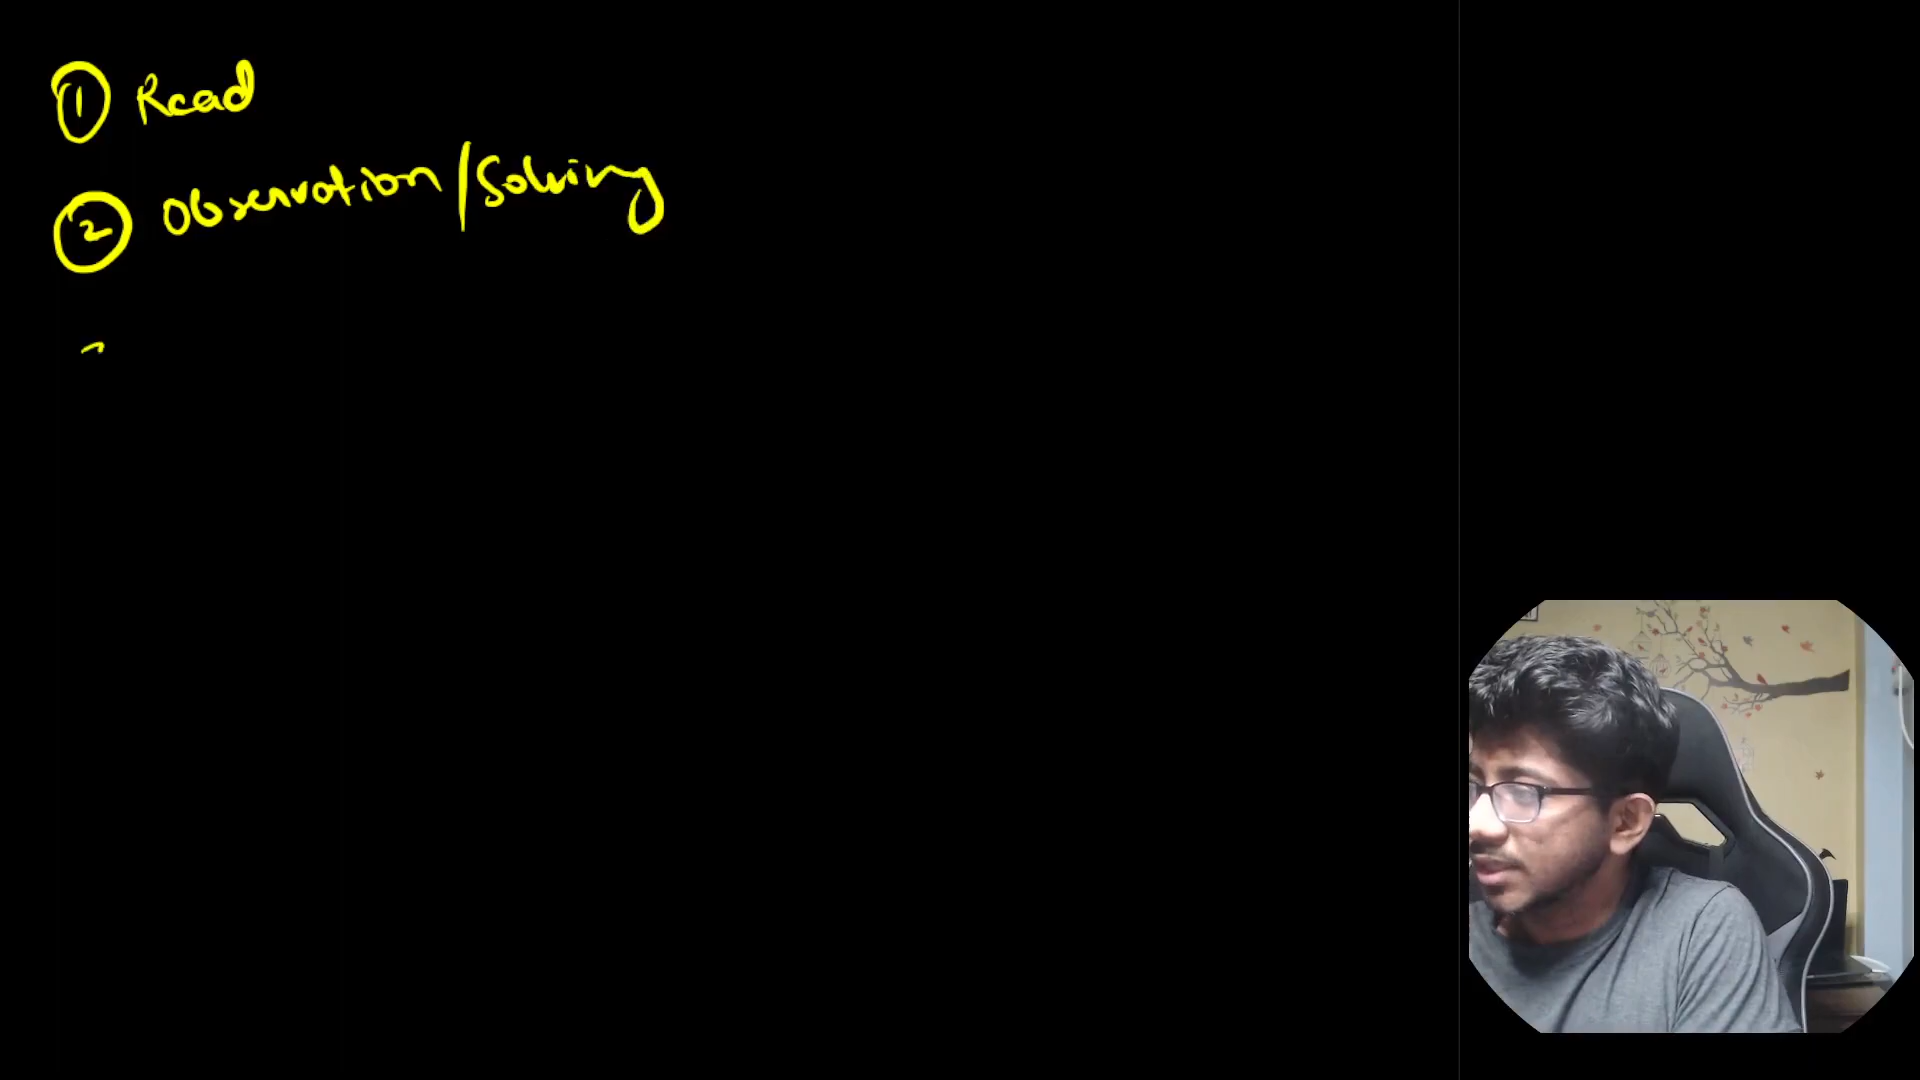 ① Read
② Observation/Solving